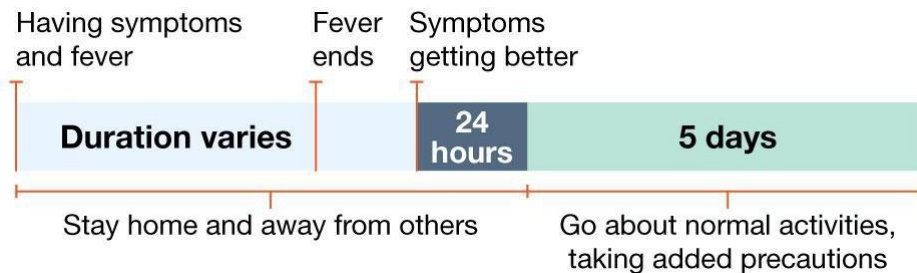 Having symptoms
and fever
Fever
ends
Symptoms
getting better
Duration varies
24
hours
5 days
Stay home and away from others
Go about normal activities,
taking added precautions